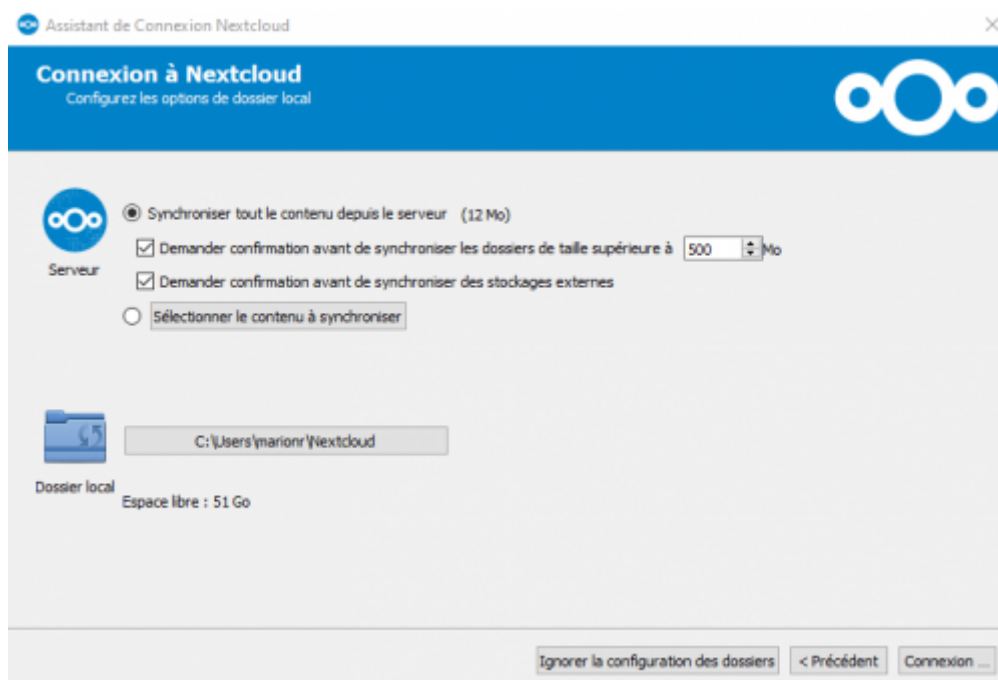 Assistant de Connexion Nextcloud
Connexion à Nextcloud
Configurez les options de dossier local
Synchroniser tout le contenu depuis le serveur (12 Mo)
Demander confirmation avant de synchroniser les dossiers de taille supérieure à 500 Mo
Serveur
Demander confirmation avant de synchroniser des stockages externes
Sélectionner le contenu à synchroniser
C:\Users\marionr\Nextcloud
Dossier local
Espace libre : 51 Go
Ignorer la configuration des dossiers < Précédent Connexion ...